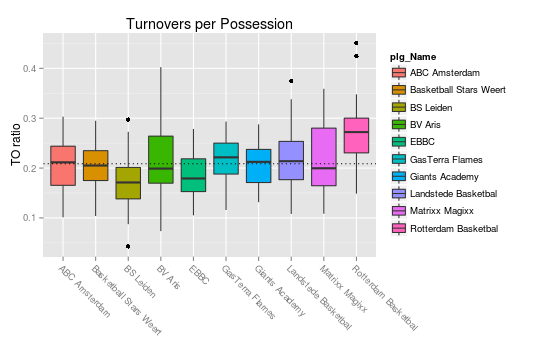 Turnovers per Possession
TO ratio
0.4
0.3
0.2
0.1
ABC Amsterdam
Basketball Stars Weert
BS Leiden
BV Aris
EBBC
GasTerra Flames
Giants Academy
Landstede Basketbal
Matrixx Magixx
Rotterdam Basketbal
plg_Name
ABC Amsterdam
Basketball Stars Weert
BS Leiden
BV Aris
EBBC
GasTerra Flames
Giants Academy
Landstede Basketbal
Matrixx Magixx
Rotterdam Basketbal